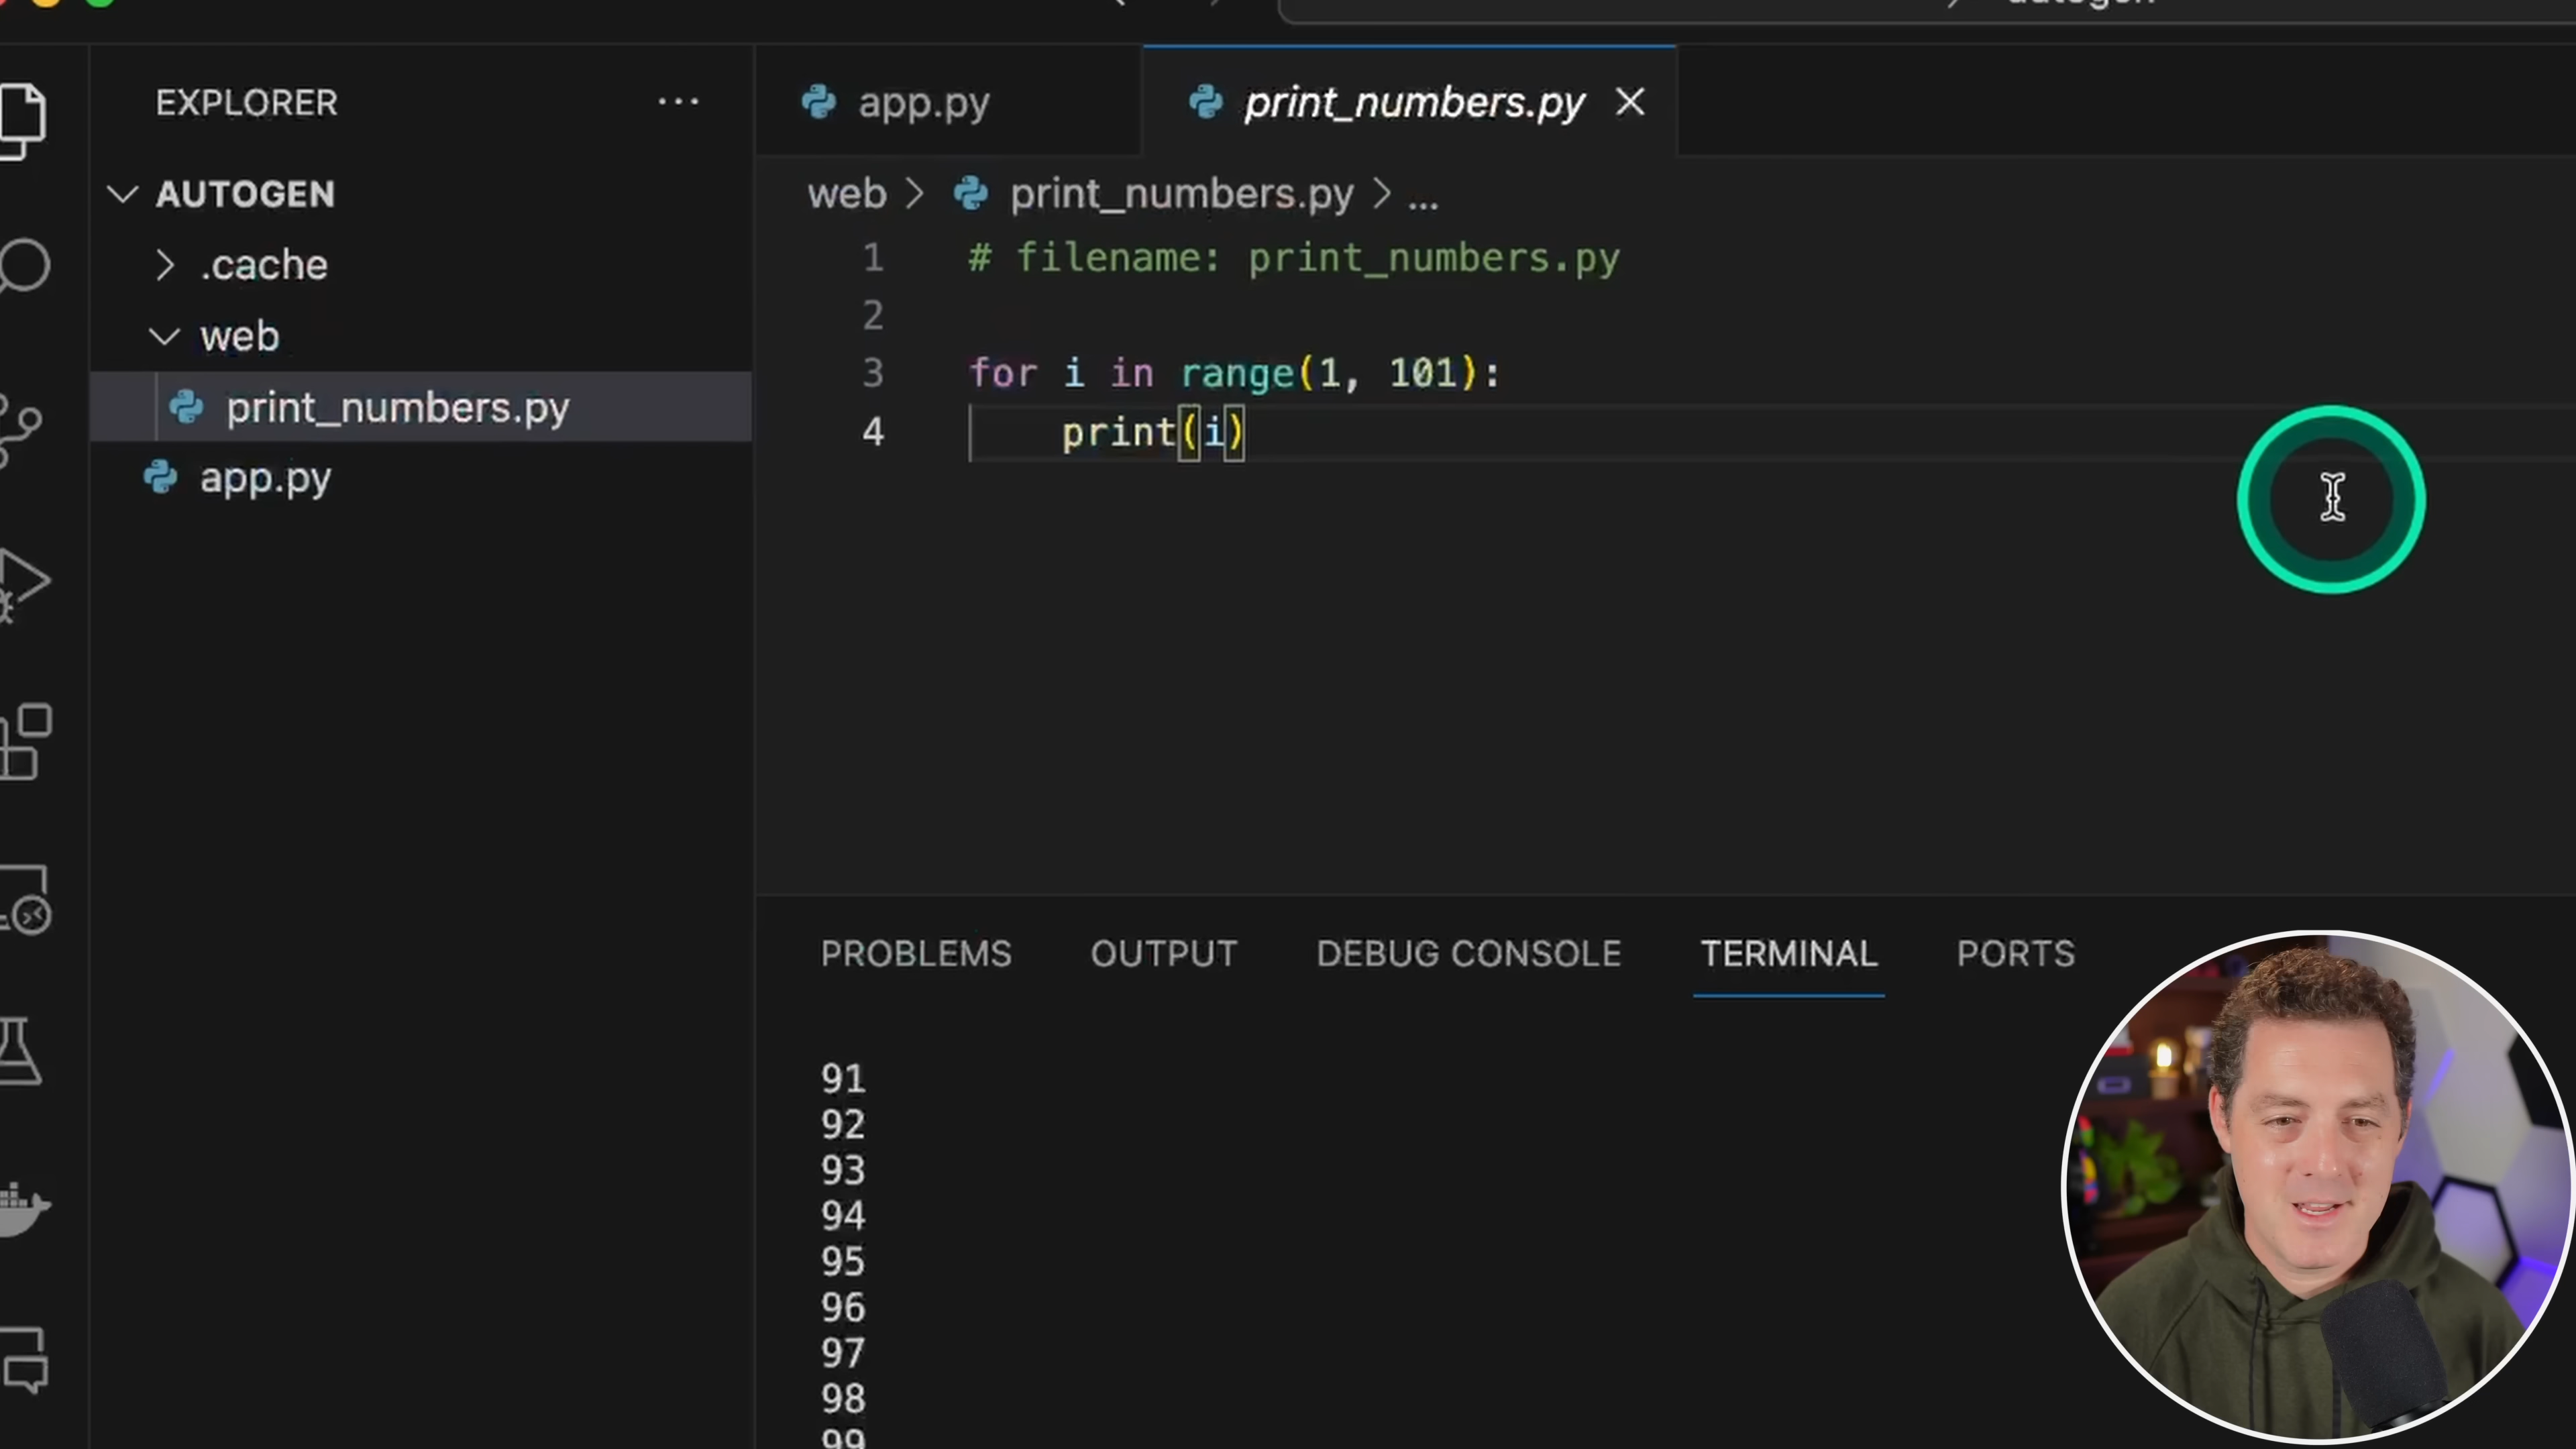 EXPLORER
AUTOGEN
.cache
web
print_numbers.py
app.py
app.py
print_numbers.py
web > print_numbers.py > ...
1 # filename: print_numbers.py
2
3 for i in range(1, 101):
4 print(i)
PROBLEMS OUTPUT DEBUG CONSOLE TERMINAL PORTS
91
92
93
94
95
96
97
98
99